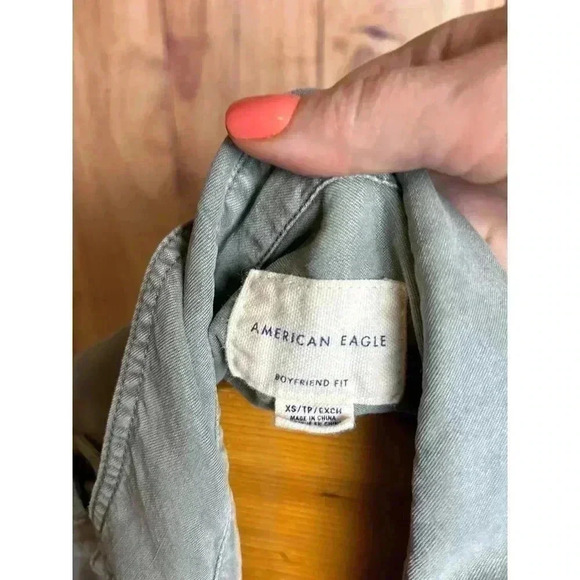 AMERICAN EAGLE
BOYFRIEND FIT
XS/TP/EXCH
MADE IN CHINA